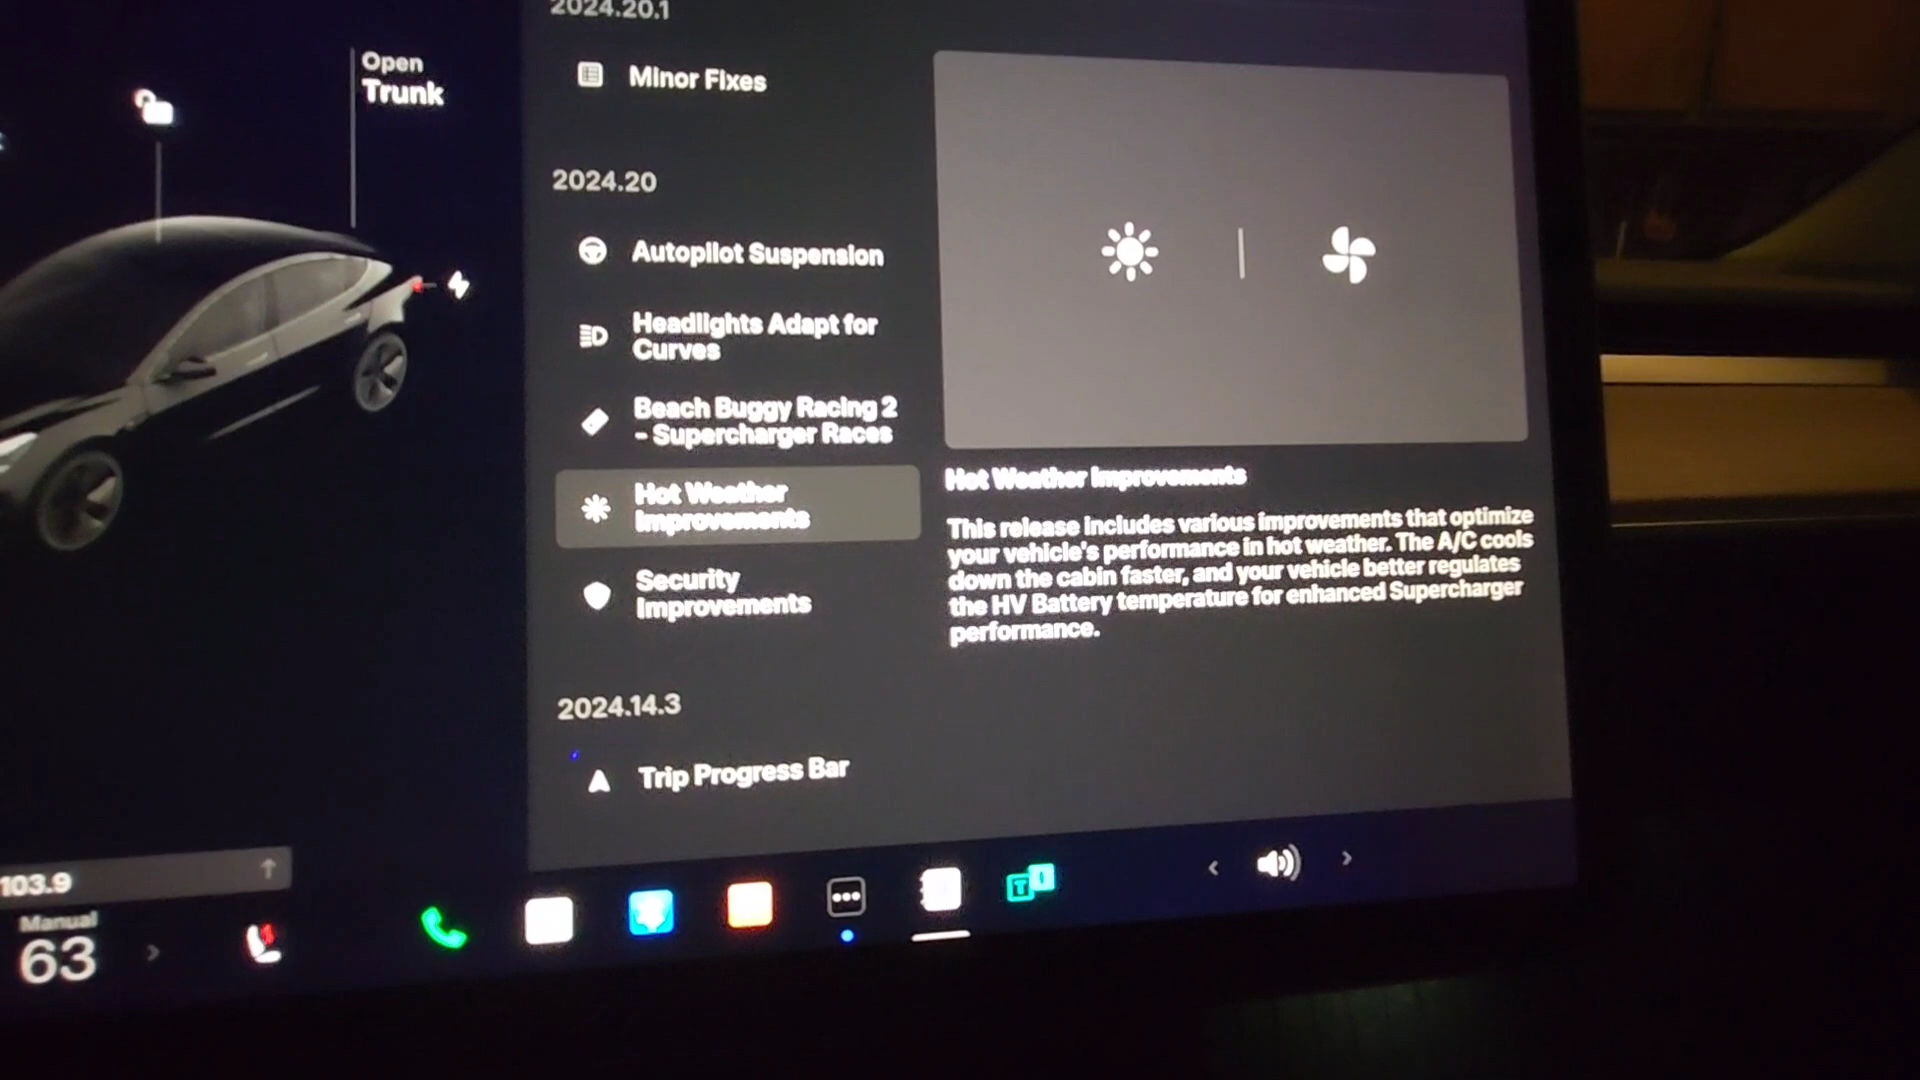 Open
Trunk
103.9
Manual
63
2024.20.1
Minor Fixes
2024.20
Autopilot Suspension
Headlights Adapt for
Curves
Beach Buggy Racing 2
- Supercharger Races
Hot Weather
Improvements
Security
Improvements
2024.14.3
Trip Progress Bar
Hot Weather Improvements
This release includes various improvements that optimize
your vehicle's performance in hot weather. The A/C cools
down the cabin faster, and your vehicle better regulates
the HV Battery temperature for enhanced Supercharger
performance.